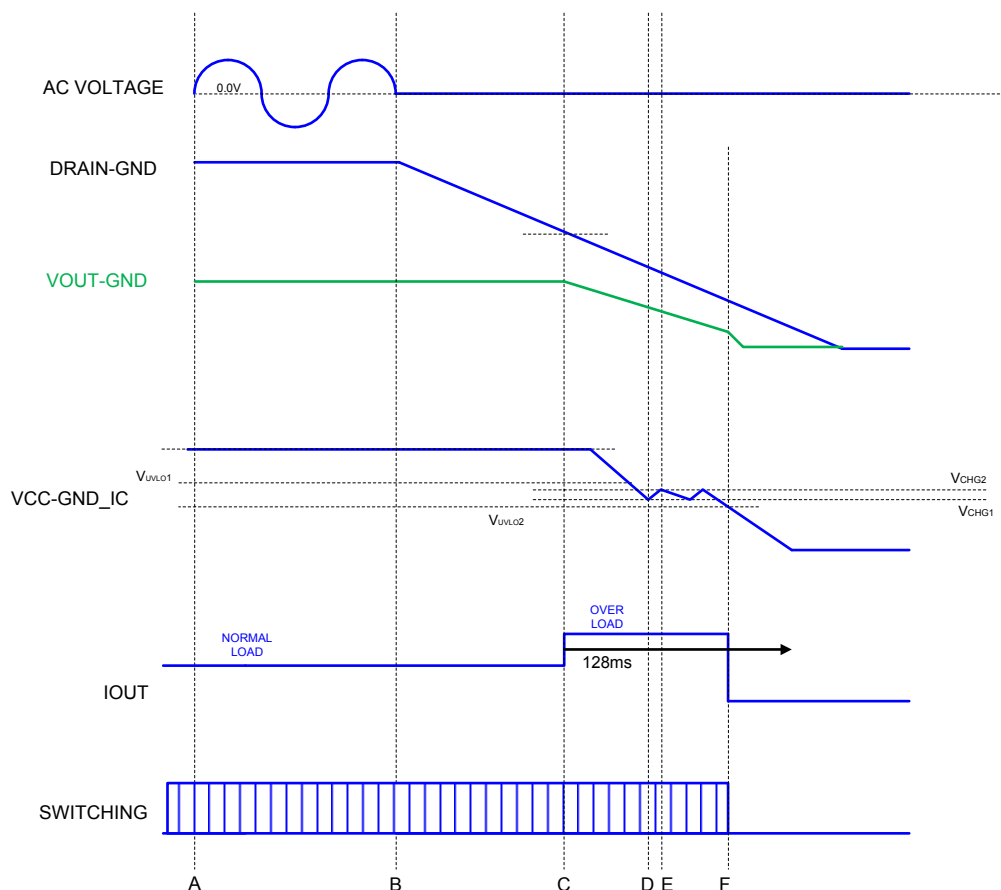 AC VOLTAGE
0.0V
DRAIN-GND
VOUT-GND
VUVLO1
VCHG2
VCC-GND_IC
VCHG1
VUVLO2
OVER
LOAD
NORMAL
LOAD
128ms
IOUT
SWITCHING
A B C D E F